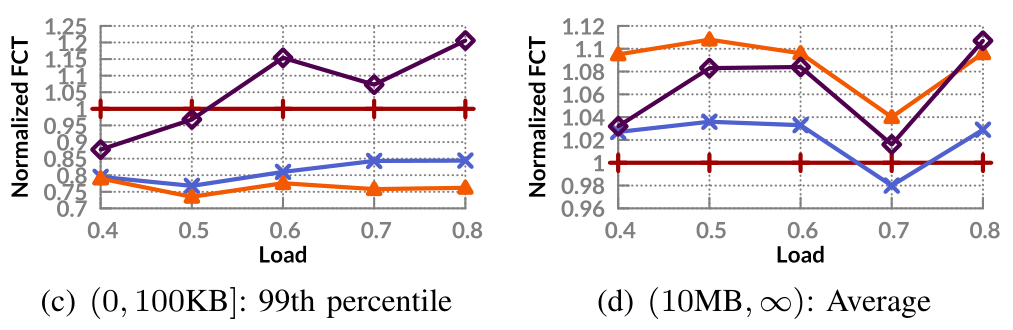 1.25
1.2
1.15
1.1
1
0.95
0.9
0.85
0.8
0.75
0.7
Normalized FCT
0.4 0.5 0.6 0.7 0.8
Load
(c) (0, 100KB]: 99th percentile
1.12
1.1
1.08
1.06
1.04
1.02
1
0.98
0.96
Normalized FCT
0.4 0.5 0.6 0.7 0.8
Load
(d) (10MB, ∞): Average